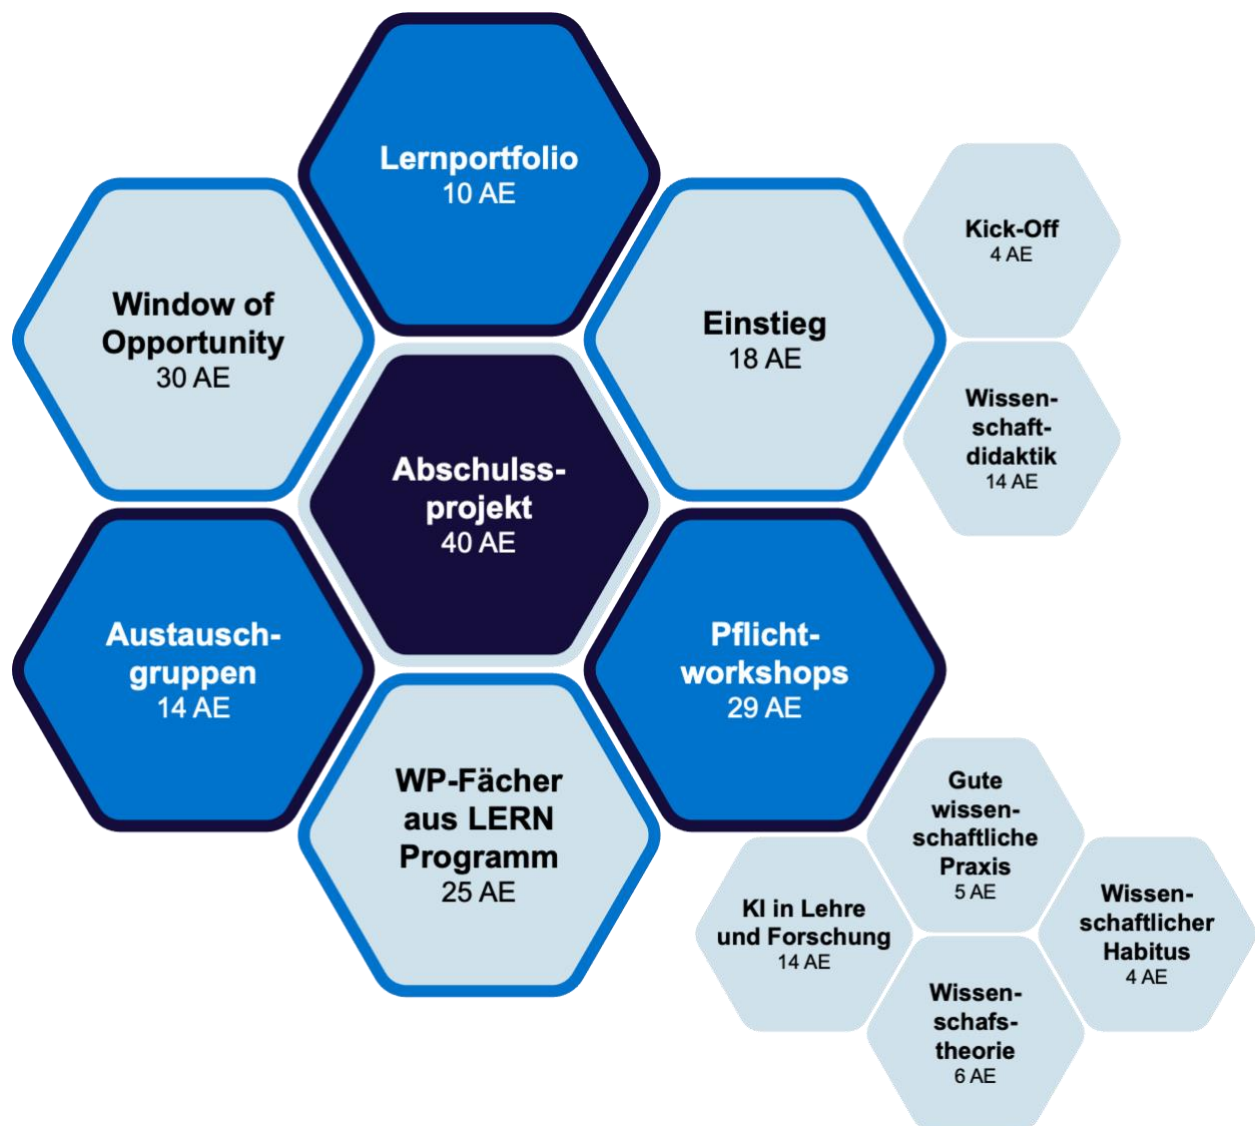 Lernportfolio
10 AE
Window of
Opportunity
30 AE
Einstieg
18 AE
Kick-Off
4 AE
Wissen-
schaft-
didaktik
14 AE
Abschulss-
projekt
40 AE
Austausch-
gruppen
14 AE
Pflicht-
workshops
29 AE
WP-Fächer
aus LERN
Programm
25 AE
Gute
wissen-
schaftliche
Praxis
5 AE
KI in Lehre
und Forschung
14 AE
Wissen-
schaftlicher
Habitus
4 AE
Wissen-
schafs-
theorie
6 AE